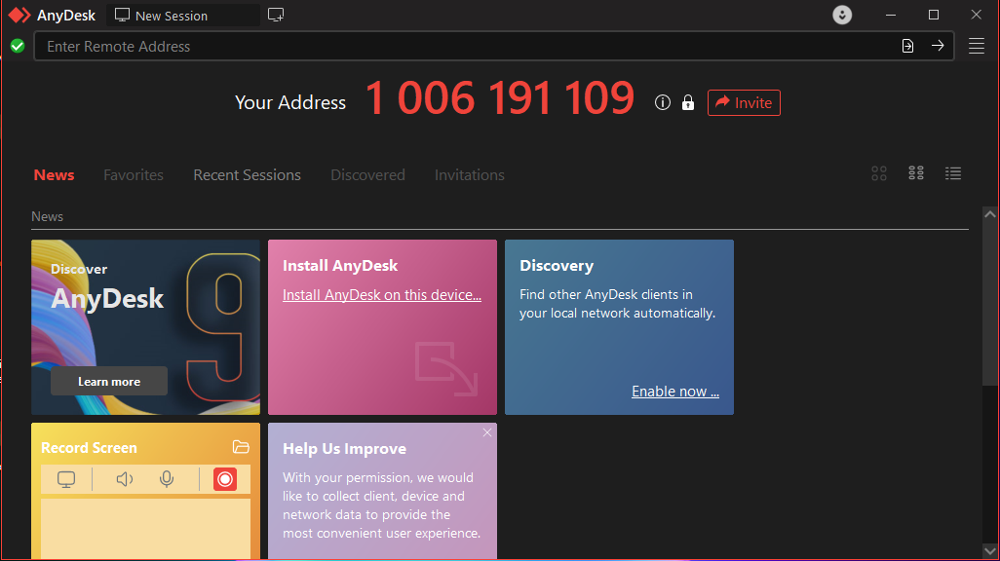 AnyDesk
New Session
Enter Remote Address
Your Address 1 006 191 109 Invite
News Favorites Recent Sessions Discovered Invitations
News
Discover
AnyDesk
9
Learn more
Install AnyDesk
Install AnyDesk on this device...
Discovery
Find other AnyDesk clients in
your local network automatically.
Enable now ...
Record Screen
Help Us Improve
With your permission, we would
like to collect client, device and
network data to provide the
most convenient user experience.